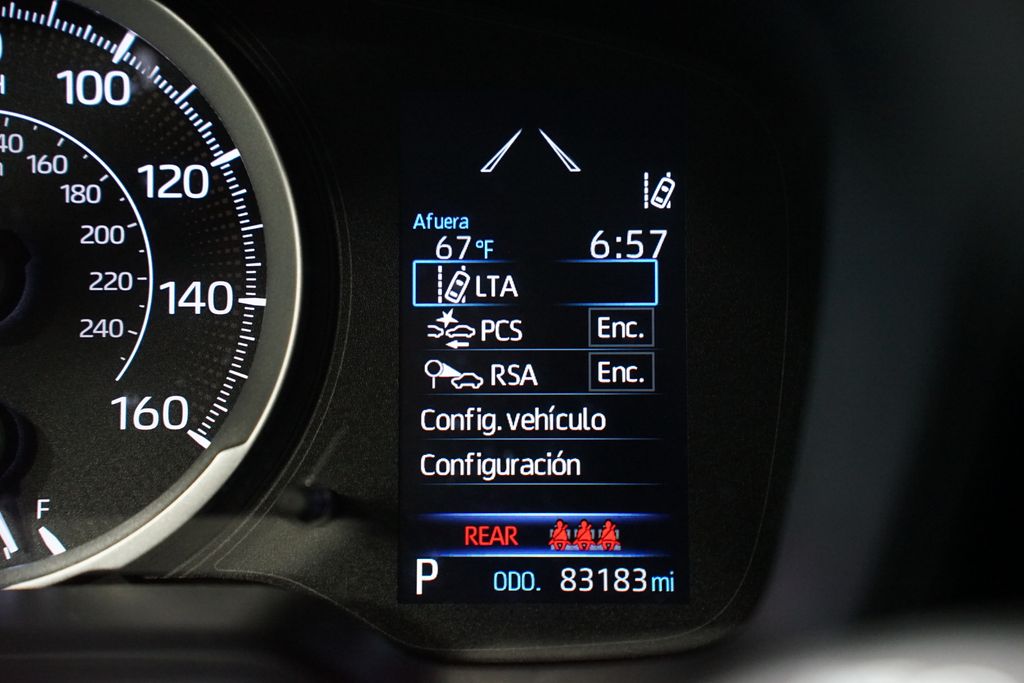 100
120
140
160
160
180
200
220
240
F
Afuera
67°F 6:57
LTA
PCS Enc.
RSA Enc.
Config. vehículo
Configuración
REAR
P ODO. 83183 mi